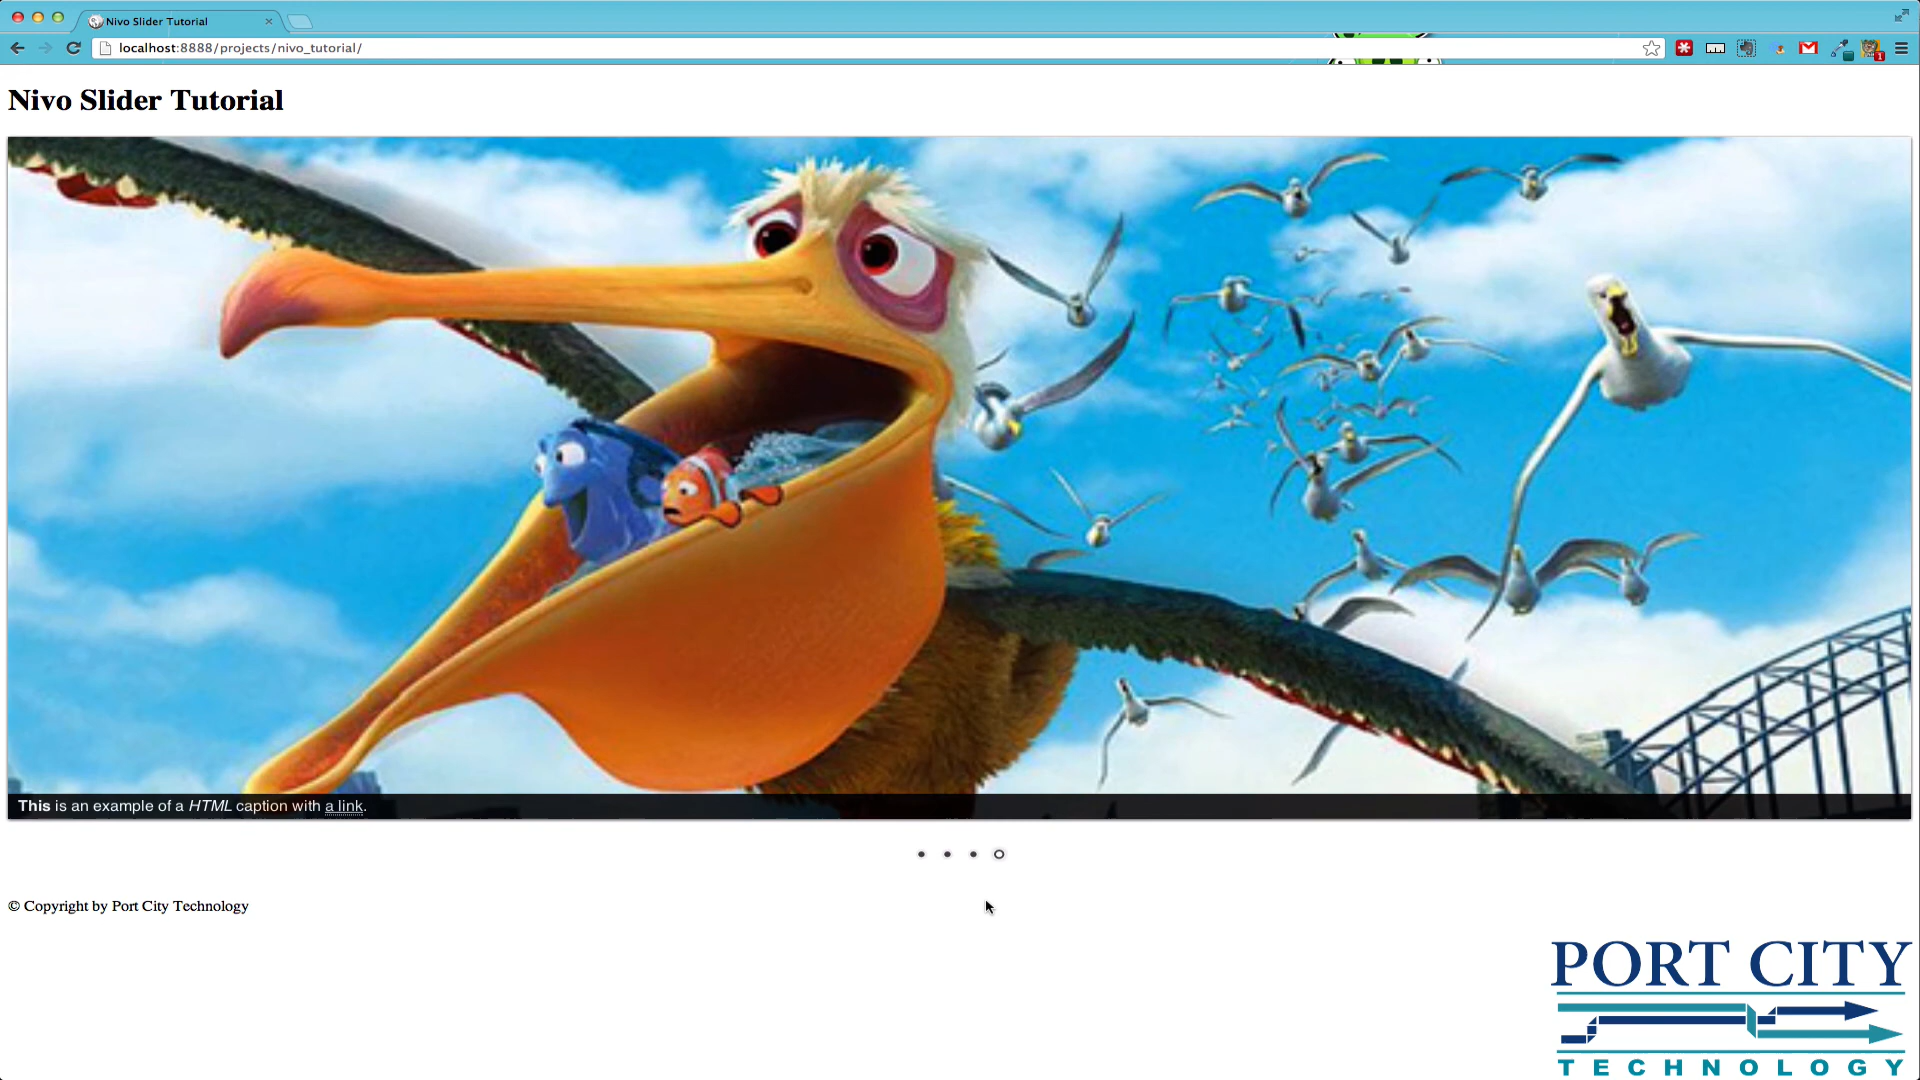 Nivo Slider Tutorial
localhost:8888/projects/nivo_tutorial/
1
Nivo Slider Tutorial
This is an example of a HTML caption with a link.
© Copyright by Port City Technology
PORT CITY
TECHNOLOGY